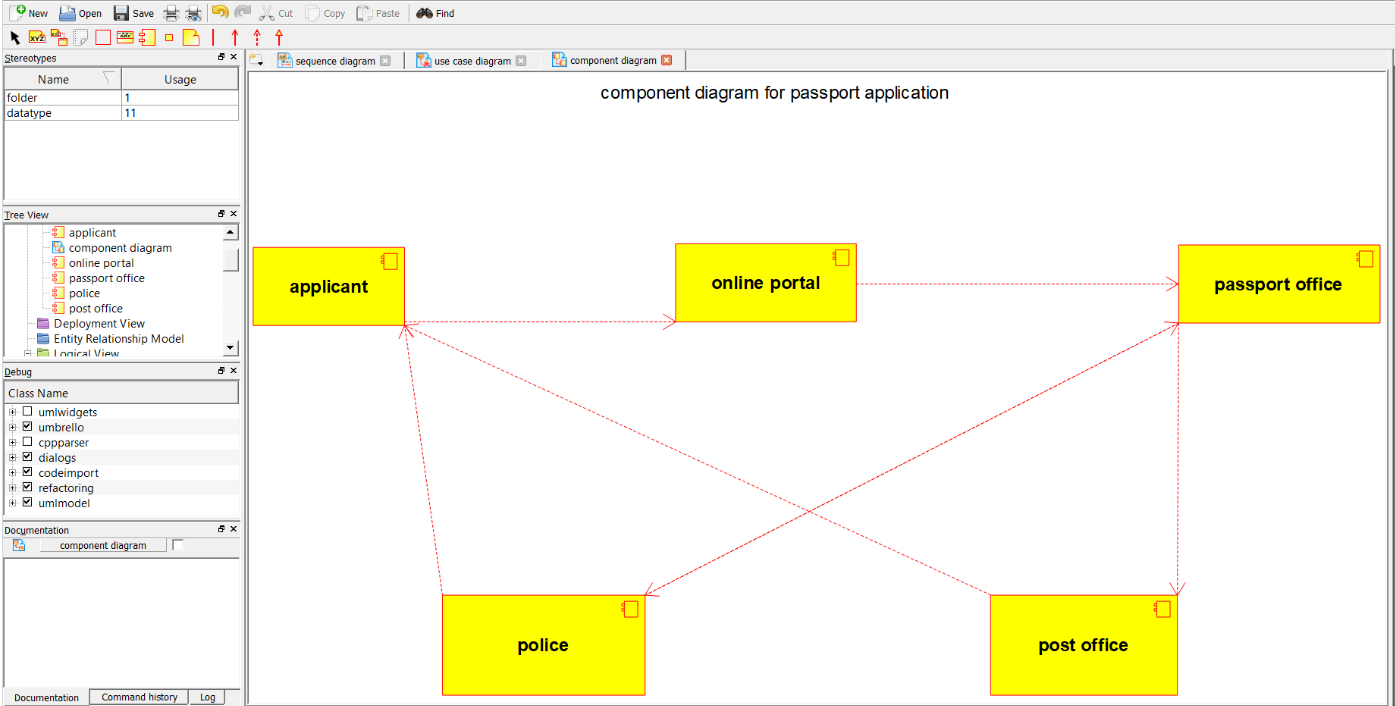 New Open Save Cut Copy Paste Find
XYZ
Stereotypes
Name Usage
folder 1
datatype 11
Tree View
applicant
component diagram
online portal
passport office
police
post office
Deployment View
Entity Relationship Model
Logical View
Debug
Class Name
umlwidgets
umbrello
cppparser
dialogs
codeimport
refactoring
umlmodel
Documentation
component diagram
Documentation Command history Log
sequence diagram use case diagram component diagram
component diagram for passport application
applicant
online portal
passport office
police
post office